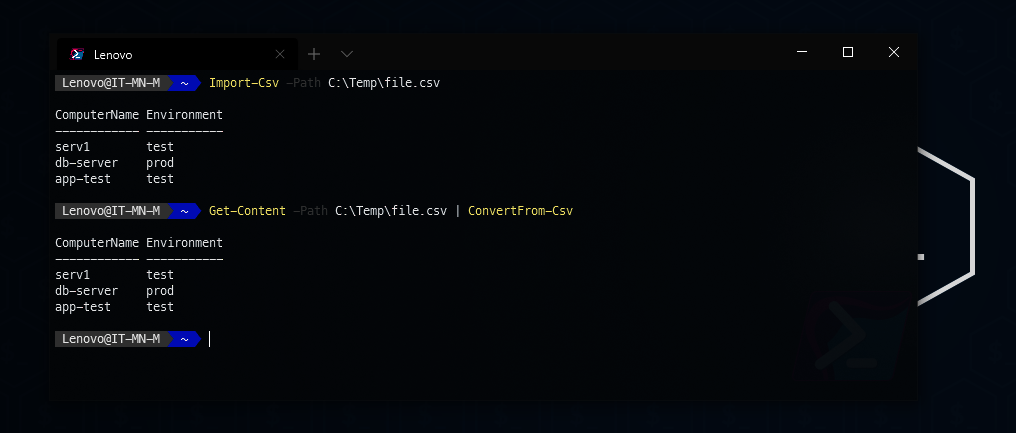 Lenovo
Lenovo@IT-MN-M ~ Import-Csv -Path C:\Temp\file.csv
ComputerName Environment
------------ -----------
serv1 test
db-server prod
app-test test
Lenovo@IT-MN-M ~ Get-Content -Path C:\Temp\file.csv | ConvertFrom-Csv
ComputerName Environment
------------ -----------
serv1 test
db-server prod
app-test test
Lenovo@IT-MN-M ~